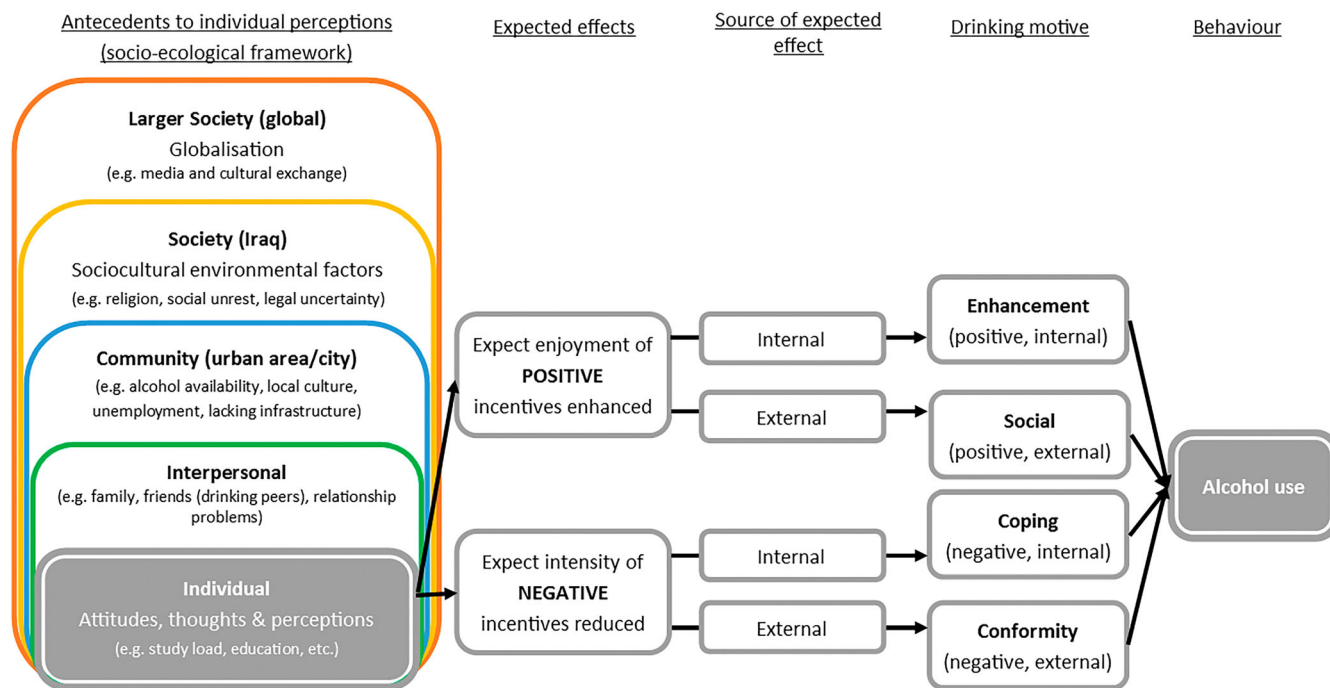 Antecedents to individual perceptions
(socio-ecological framework)
Expected effects
Source of expected
effect
Drinking motive
Behaviour
Larger Society (global)
Globalisation
(e.g. media and cultural exchange)
Society (Iraq)
Sociocultural environmental factors
(e.g. religion, social unrest, legal uncertainty)
Community (urban area/city)
(e.g. alcohol availability, local culture,
unemployment, lacking infrastructure)
Interpersonal
(e.g. family, friends (drinking peers), relationship
problems)
Individual
Attitudes, thoughts & perceptions
(e.g. study load, education, etc.)
Expect enjoyment of
POSITIVE
incentives enhanced
Expect intensity of
NEGATIVE
incentives reduced
Internal
External
Internal
External
Enhancement
(positive, internal)
Social
(positive, external)
Coping
(negative, internal)
Conformity
(negative, external)
Alcohol use